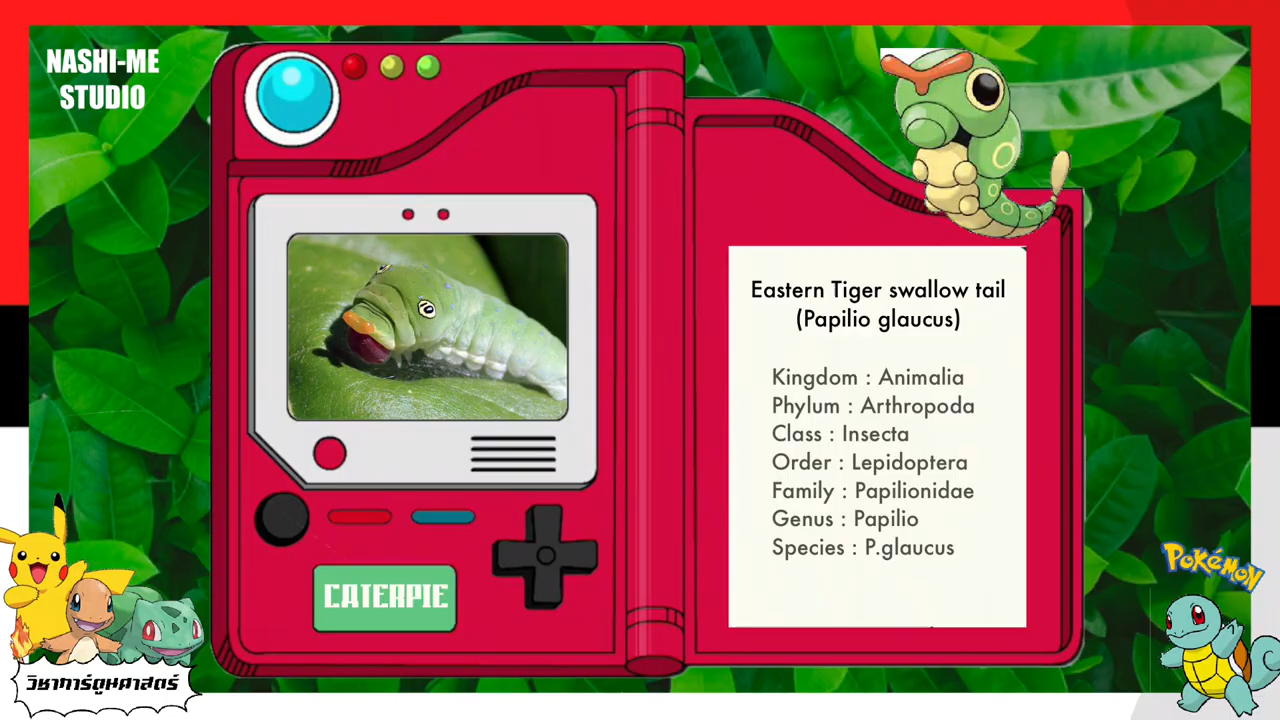 NASHI-ME
STUDIO
Eastern Tiger swallow tail
(Papilio glaucus)
Kingdom : Animalia
Phylum : Arthropoda
Class : Insecta
Order : Lepidoptera
Family : Papilionidae
Genus : Papilio
Species : P.glaucus
CATERPIE
POKéMON
วิชาการ์ตูนศาสตร์